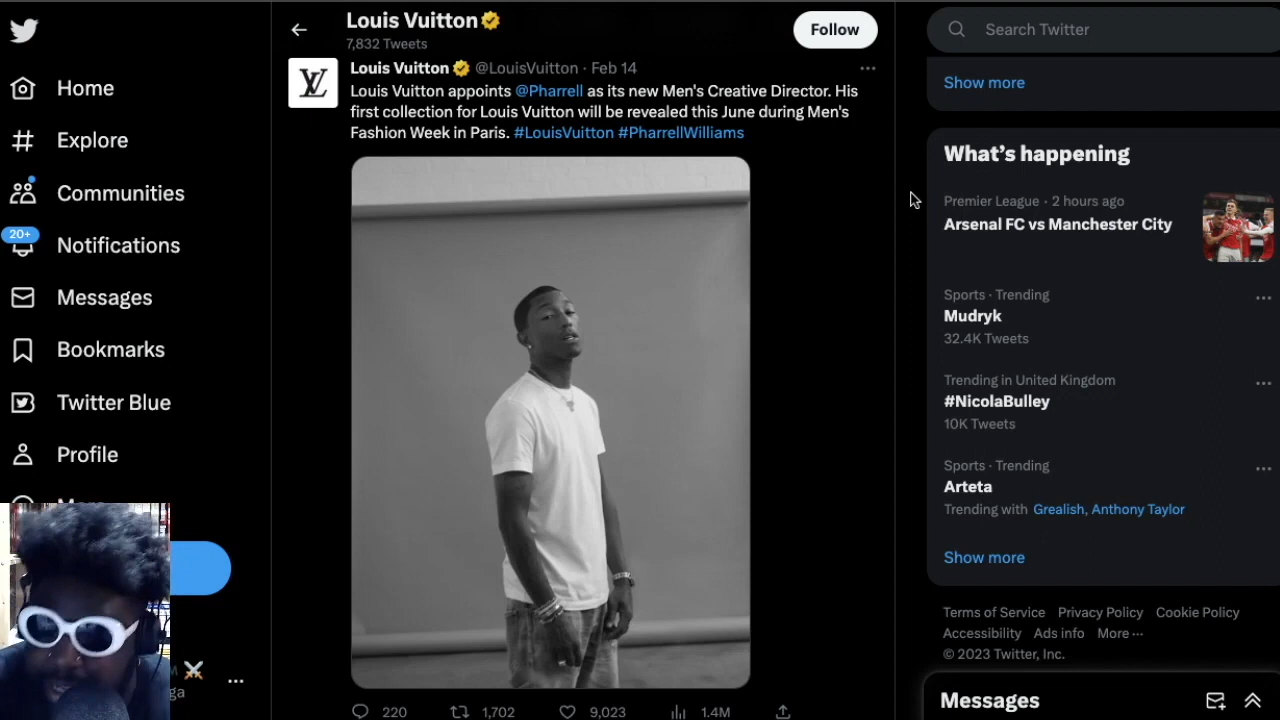 Home
Explore
Communities
20+
Notifications
Messages
Bookmarks
Twitter Blue
Profile
ga
Louis Vuitton
7,832 Tweets
Follow
LV
Louis Vuitton @LouisVuitton · Feb 14
Louis Vuitton appoints @Pharrell as its new Men's Creative Director. His
first collection for Louis Vuitton will be revealed this June during Men's
Fashion Week in Paris. #LouisVuitton #PharrellWilliams
220 1,702 9,023 1.4M
Search Twitter
Show more
What's happening
Premier League · 2 hours ago
Arsenal FC vs Manchester City
Sports · Trending
Mudryk
32.4K Tweets
Trending in United Kingdom
#NicolaBulley
10K Tweets
Sports · Trending
Arteta
Trending with Grealish, Anthony Taylor
Show more
Terms of Service Privacy Policy Cookie Policy
Accessibility Ads info More ···
© 2023 Twitter, Inc.
Messages